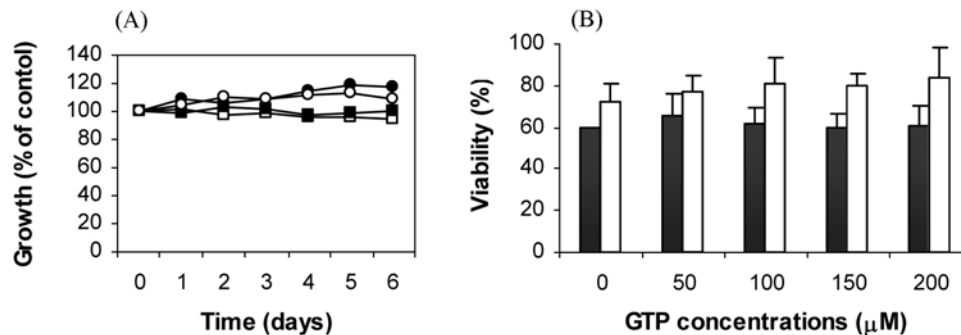 (A)
Growth (% of contol)
140
120
100
80
60
40
20
0
0 1 2 3 4 5 6
Time (days)
(B)
Viability (%)
100
80
60
40
20
0
0 50 100 150 200
GTP concentrations (μM)